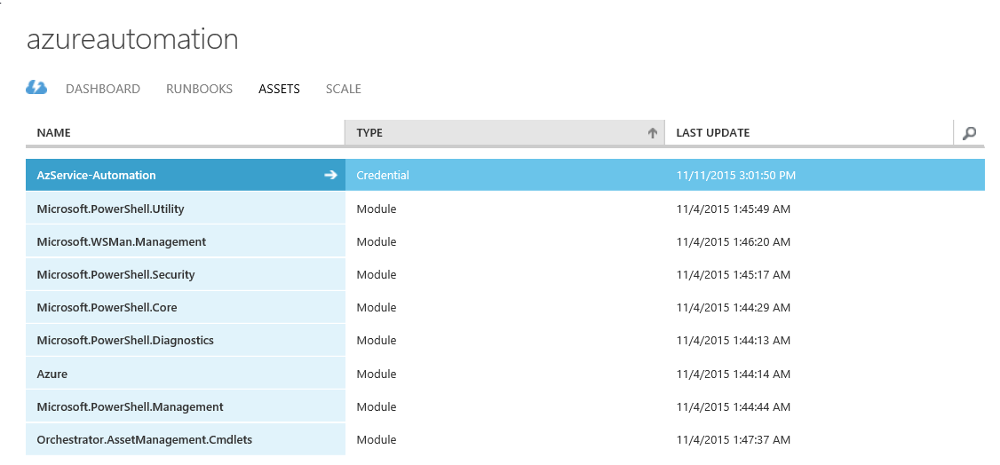 azureautomation
DASHBOARD RUNBOOKS ASSETS SCALE
NAME TYPE LAST UPDATE
AzService-Automation Credential 11/11/2015 3:01:50 PM
Microsoft.PowerShell.Utility Module 11/4/2015 1:45:49 AM
Microsoft.WSMan.Management Module 11/4/2015 1:46:20 AM
Microsoft.PowerShell.Security Module 11/4/2015 1:45:17 AM
Microsoft.PowerShell.Core Module 11/4/2015 1:44:29 AM
Microsoft.PowerShell.Diagnostics Module 11/4/2015 1:44:13 AM
Azure Module 11/4/2015 1:44:14 AM
Microsoft.PowerShell.Management Module 11/4/2015 1:44:44 AM
Orchestrator.AssetManagement.Cmdlets Module 11/4/2015 1:47:37 AM